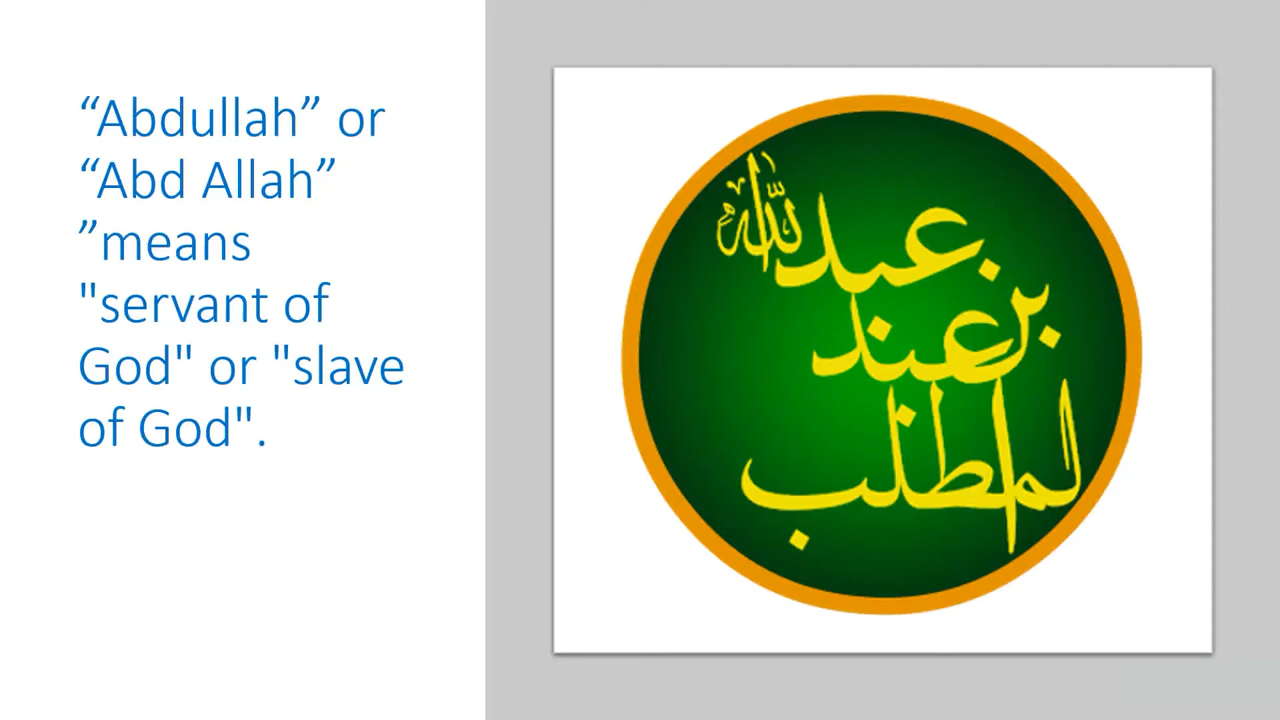 “Abdullah” or
“Abd Allah”
”means
"servant of
God" or "slave
of God".
عبد الله
بن عبد
المطلب